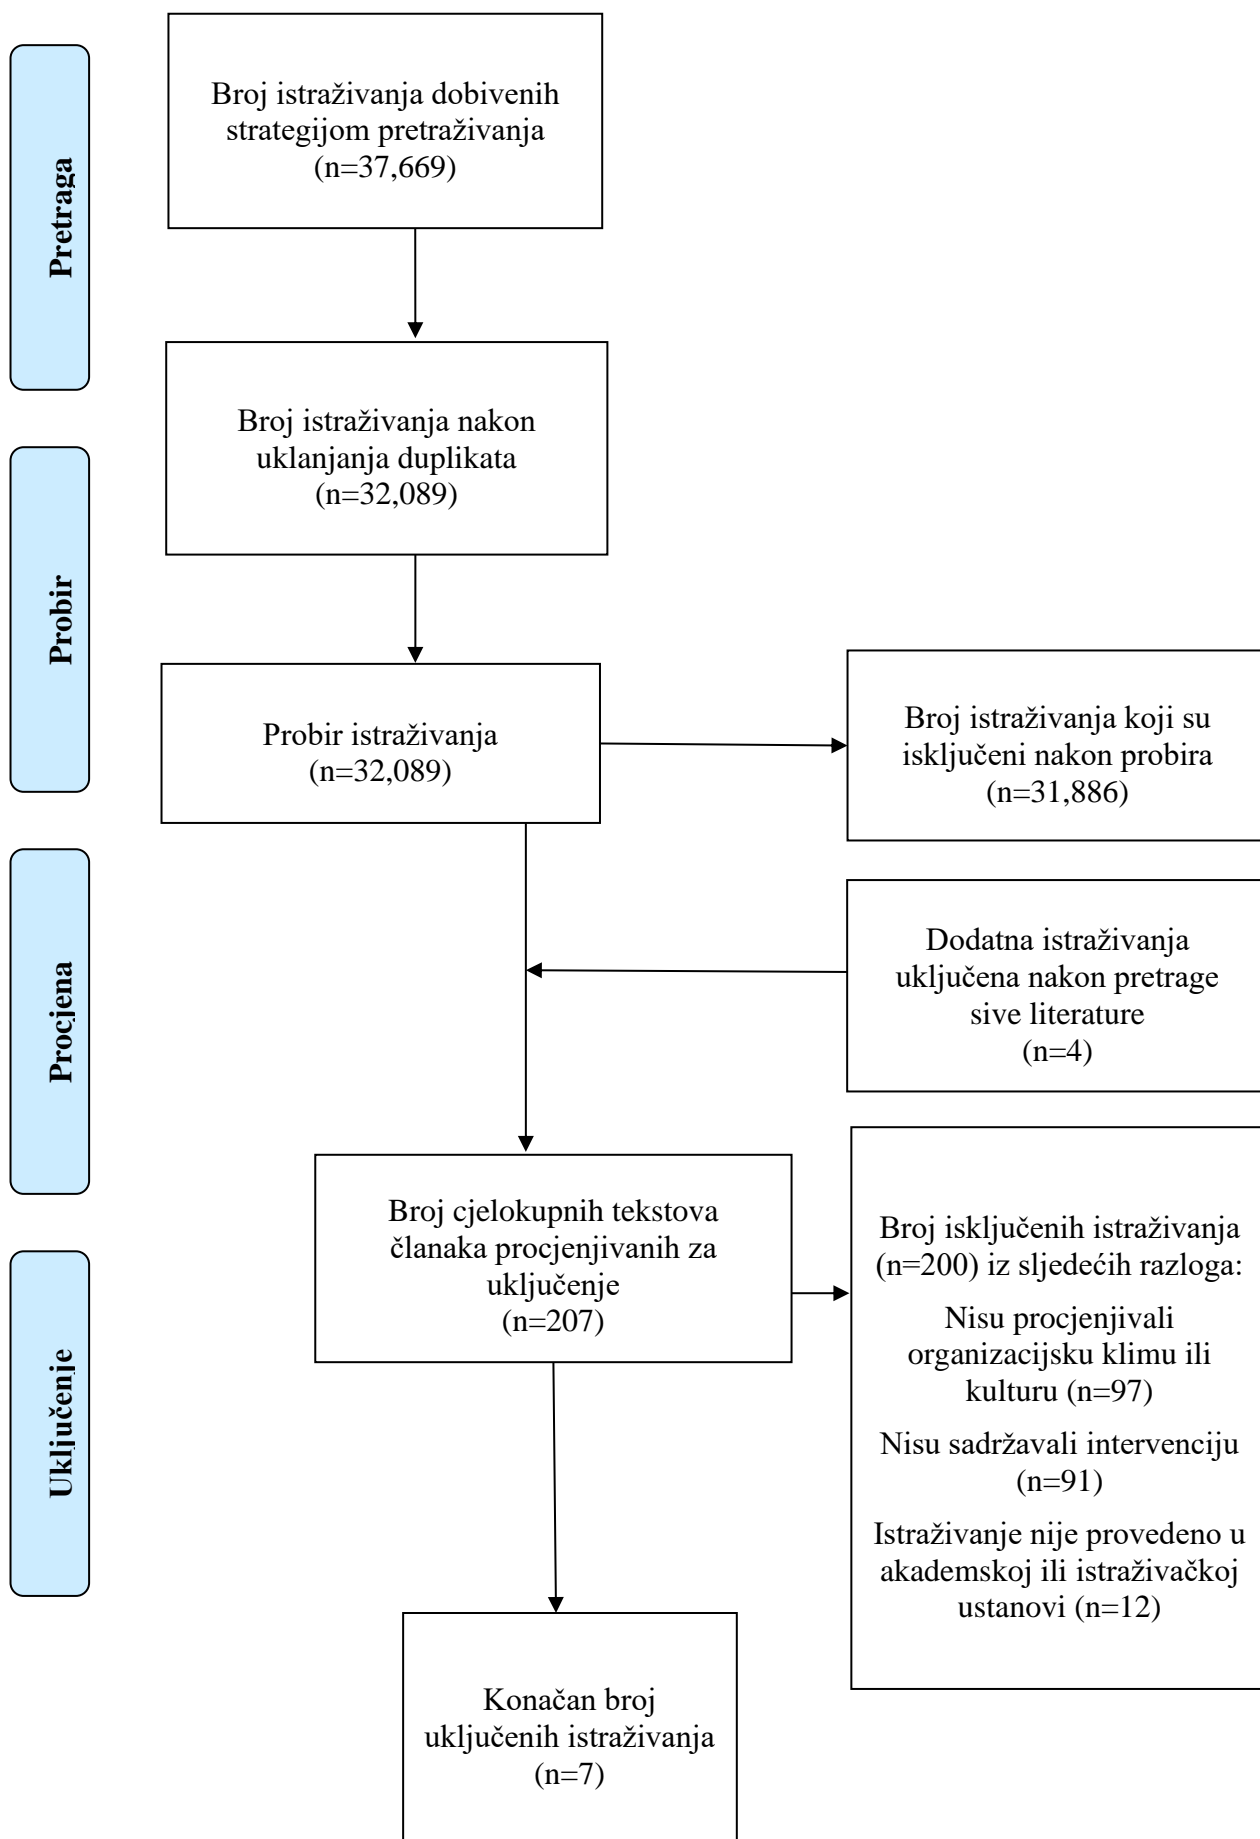 Pretraga
Broj istraživanja dobivenih
strategijom pretraživanja
(n=37,669)
Broj istraživanja nakon
uklanjanja duplikata
(n=32,089)
Probir
Probir istraživanja
(n=32,089)
Broj istraživanja koji su
isključeni nakon probira
(n=31,886)
Procjena
Dodatna istraživanja
uključena nakon pretrage
sive literature
(n=4)
Broj cjelokupnih tekstova
članaka procjenjivanih za
uključenje
(n=207)
Broj isključenih istraživanja
(n=200) iz sljedećih razloga:
Nisu procjenjivali
organizacijsku klimu ili
kulturu (n=97)
Nisu sadržavali intervenciju
(n=91)
Istraživanje nije provedeno u
akademskoj ili istraživačkoj
ustanovi (n=12)
Uključenje
Konačan broj
uključenih istraživanja
(n=7)